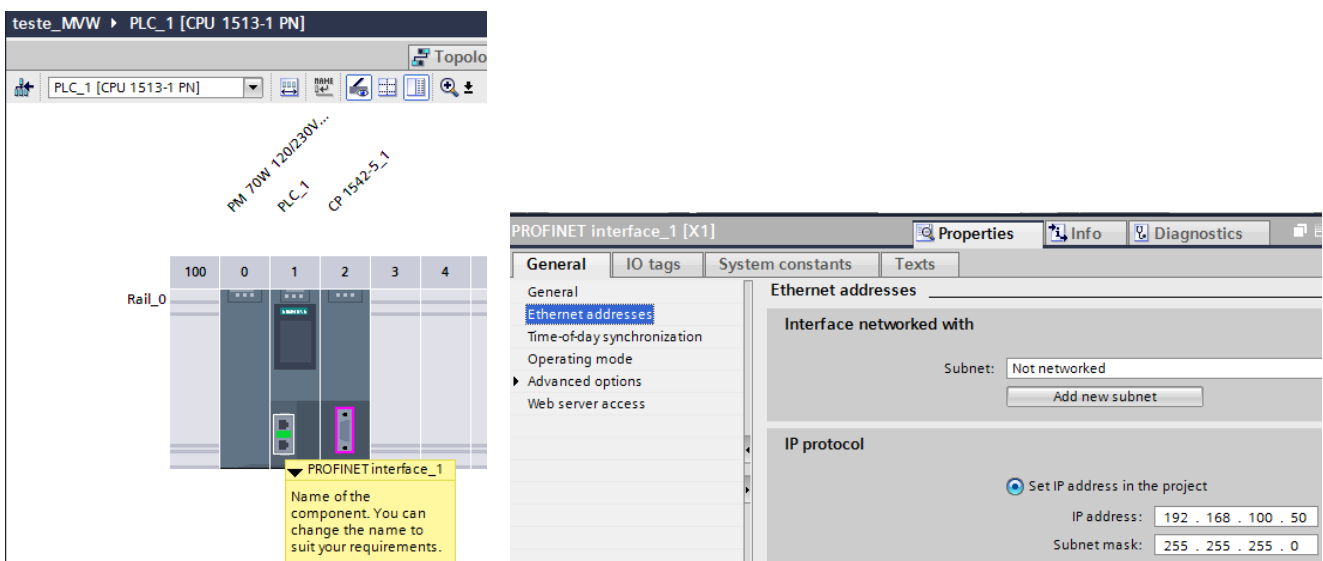 teste_MVW ▸ PLC_1 [CPU 1513-1 PN]
Topolo
PLC_1 [CPU 1513-1 PN]
NAME
PM 70W 120/230V...
PLC_1
CP 1542-5_1
100 0 1 2 3 4
Rail_0
SIEMENS
PROFINET interface_1
Name of the
component. You can
change the name to
suit your requirements.
PROFINET interface_1 [X1]
Properties Info Diagnostics
General IO tags System constants Texts
General
Ethernet addresses
Time-of-day synchronization
Operating mode
Advanced options
Web server access
Ethernet addresses
Interface networked with
Subnet: Not networked
Add new subnet
IP protocol
Set IP address in the project
IP address: 192 . 168 . 100 . 50
Subnet mask: 255 . 255 . 255 . 0